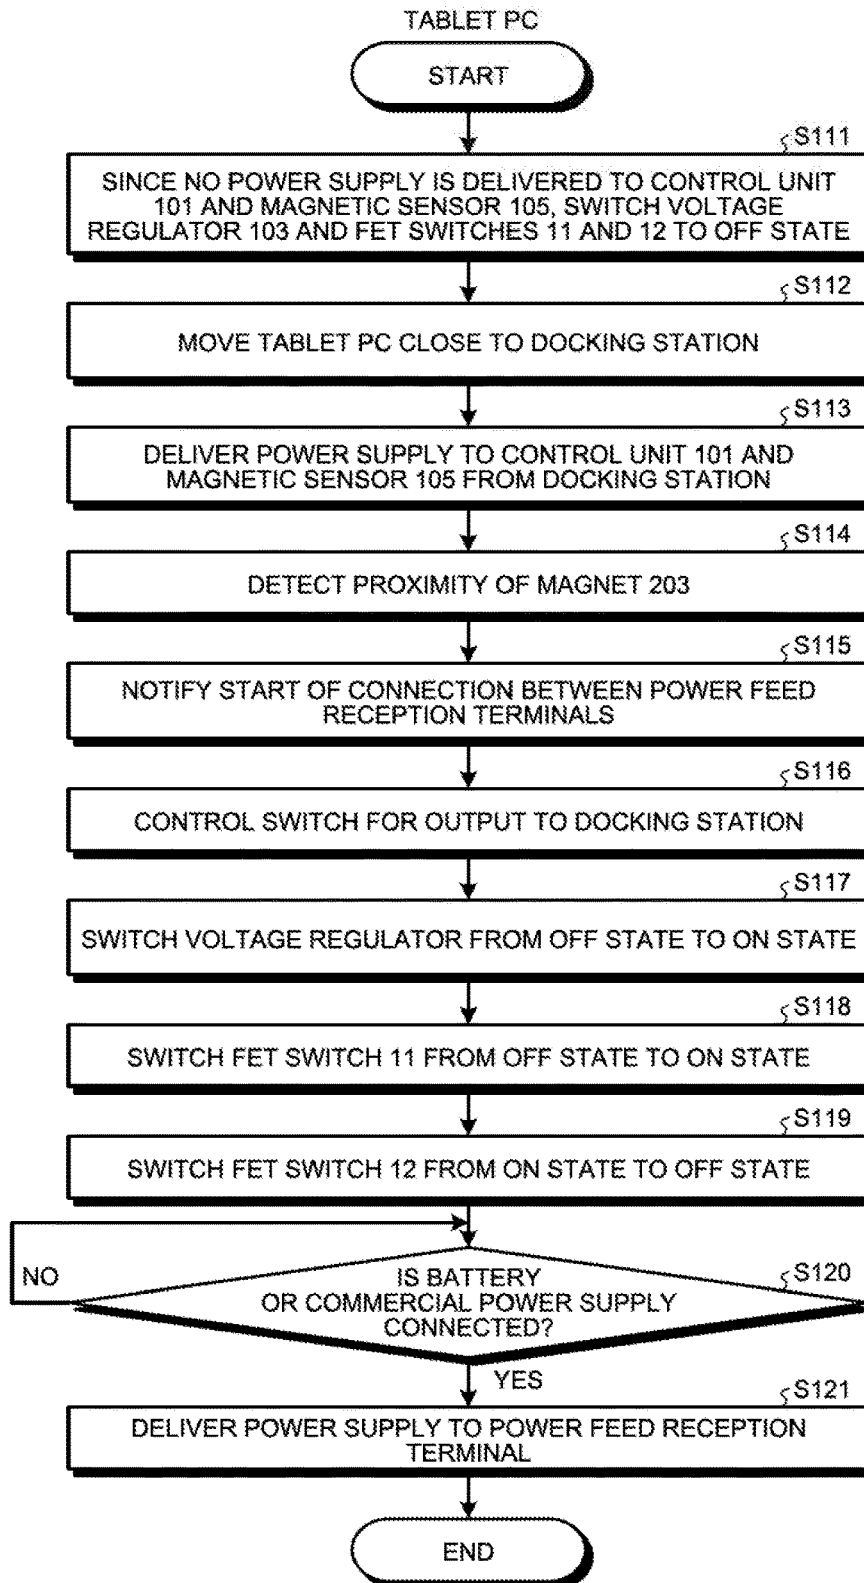 TABLET PC
START
S111
SINCE NO POWER SUPPLY IS DELIVERED TO CONTROL UNIT
101 AND MAGNETIC SENSOR 105, SWITCH VOLTAGE
REGULATOR 103 AND FET SWITCHES 11 AND 12 TO OFF STATE
S112
MOVE TABLET PC CLOSE TO DOCKING STATION
S113
DELIVER POWER SUPPLY TO CONTROL UNIT 101 AND
MAGNETIC SENSOR 105 FROM DOCKING STATION
S114
DETECT PROXIMITY OF MAGNET 203
S115
NOTIFY START OF CONNECTION BETWEEN POWER FEED
RECEPTION TERMINALS
S116
CONTROL SWITCH FOR OUTPUT TO DOCKING STATION
S117
SWITCH VOLTAGE REGULATOR FROM OFF STATE TO ON STATE
S118
SWITCH FET SWITCH 11 FROM OFF STATE TO ON STATE
S119
SWITCH FET SWITCH 12 FROM ON STATE TO OFF STATE
S120
IS BATTERY
OR COMMERCIAL POWER SUPPLY
CONNECTED?
NO
YES
S121
DELIVER POWER SUPPLY TO POWER FEED RECEPTION
TERMINAL
END